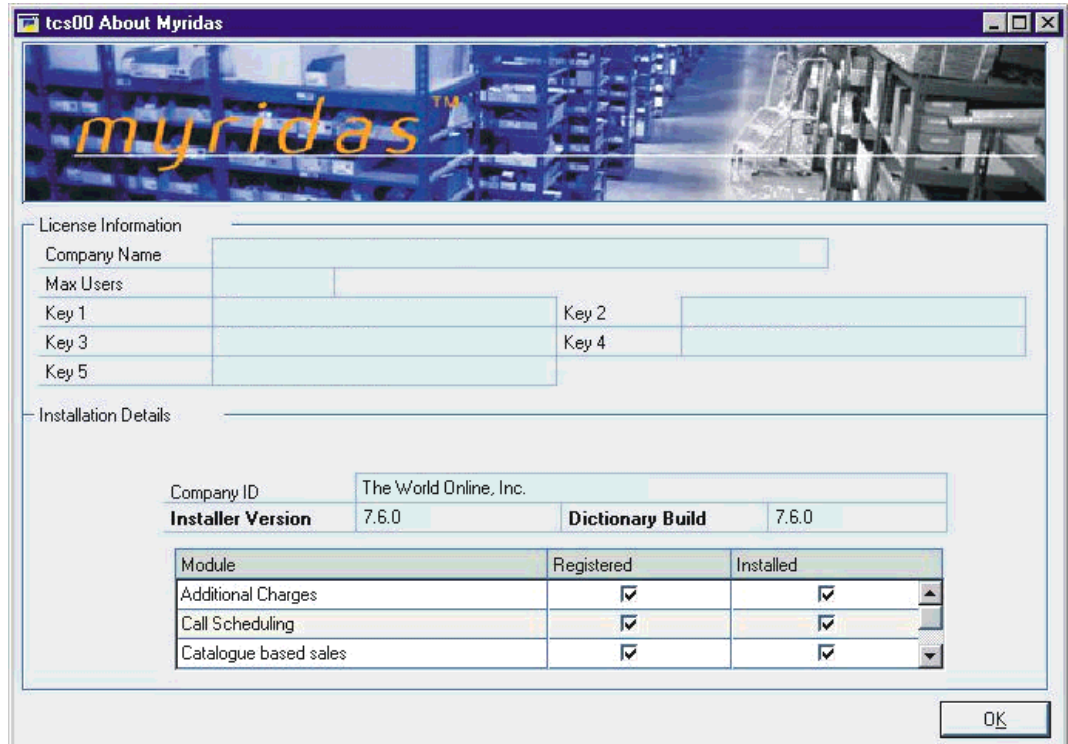 tcs00 About Myridas
myridas™
License Information
Company Name
Max Users
Key 1 Key 2
Key 3 Key 4
Key 5
Installation Details
Company ID The World Online, Inc.
Installer Version 7.6.0 Dictionary Build 7.6.0
Module Registered Installed
Additional Charges
Call Scheduling
Catalogue based sales
OK